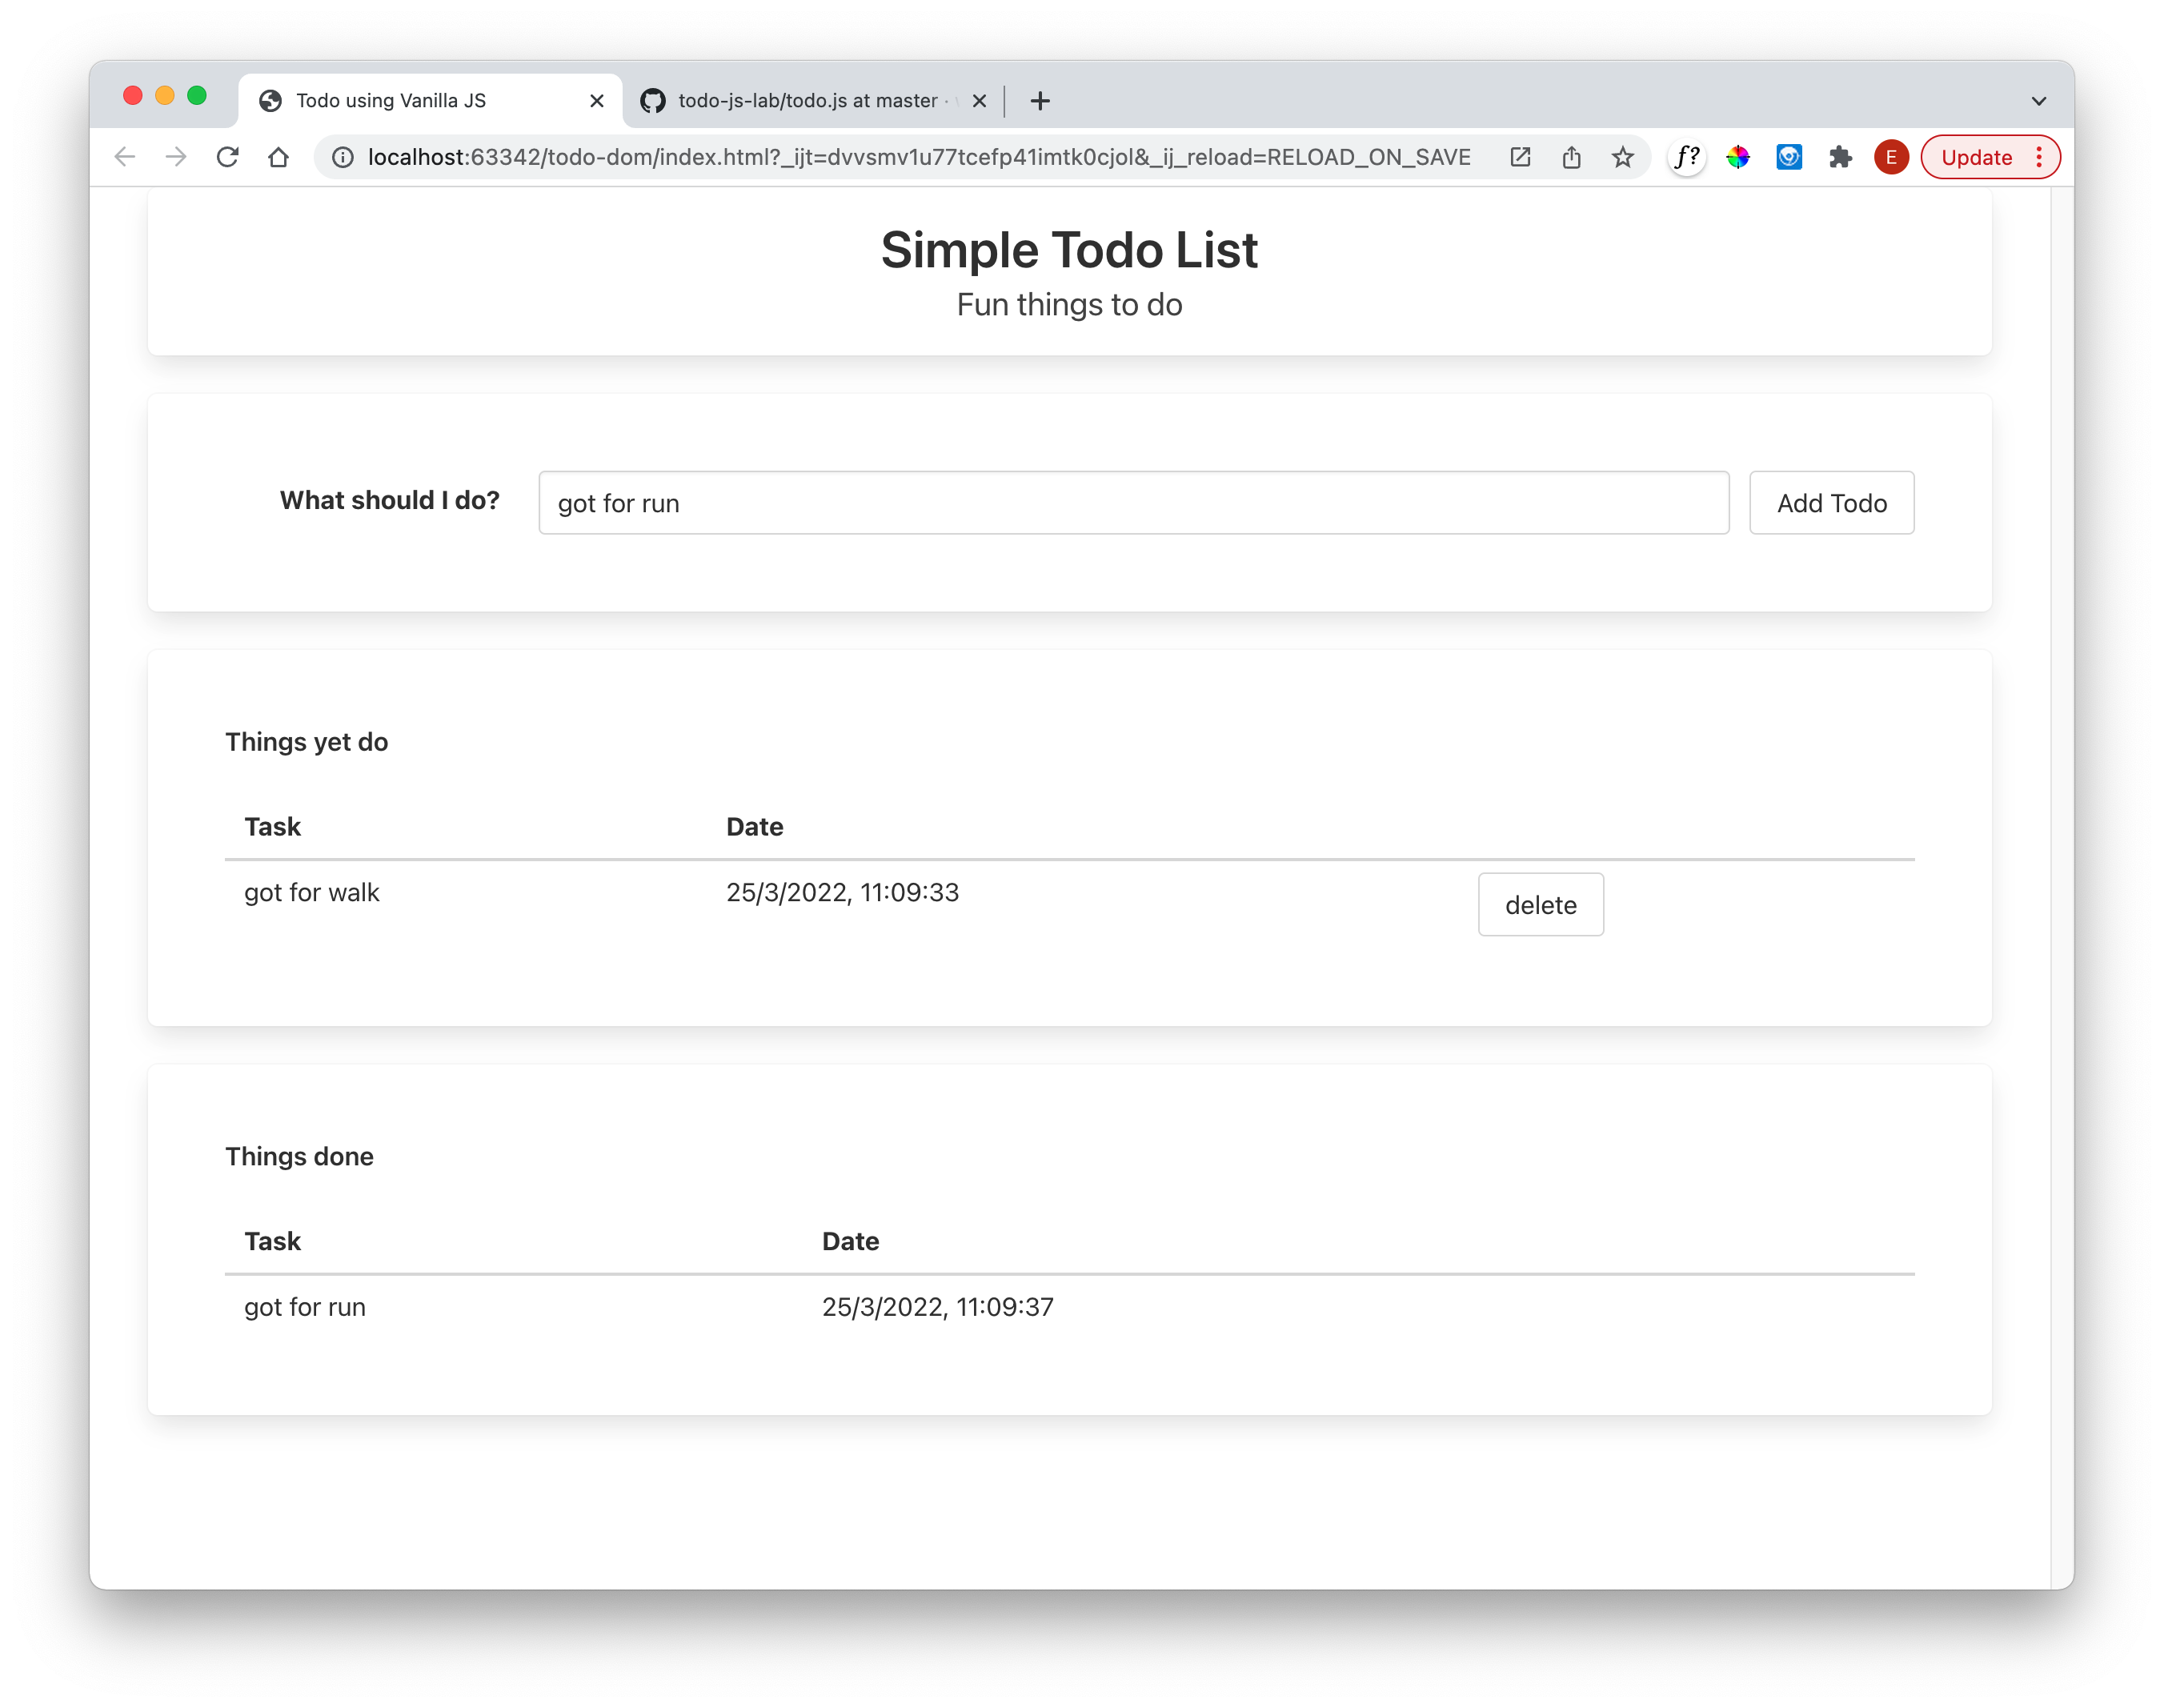 Todo using Vanilla JS
todo-js-lab/todo.js at master ·
localhost:63342/todo-dom/index.html?_ijt=dvvsmv1u77tcefp41imtk0cjol&_ij_reload=RELOAD_ON_SAVE
f?
E
Update
Simple Todo List
Fun things to do
What should I do?
got for run
Add Todo
Things yet do
Task Date
got for walk 25/3/2022, 11:09:33 delete
Things done
Task Date
got for run 25/3/2022, 11:09:37